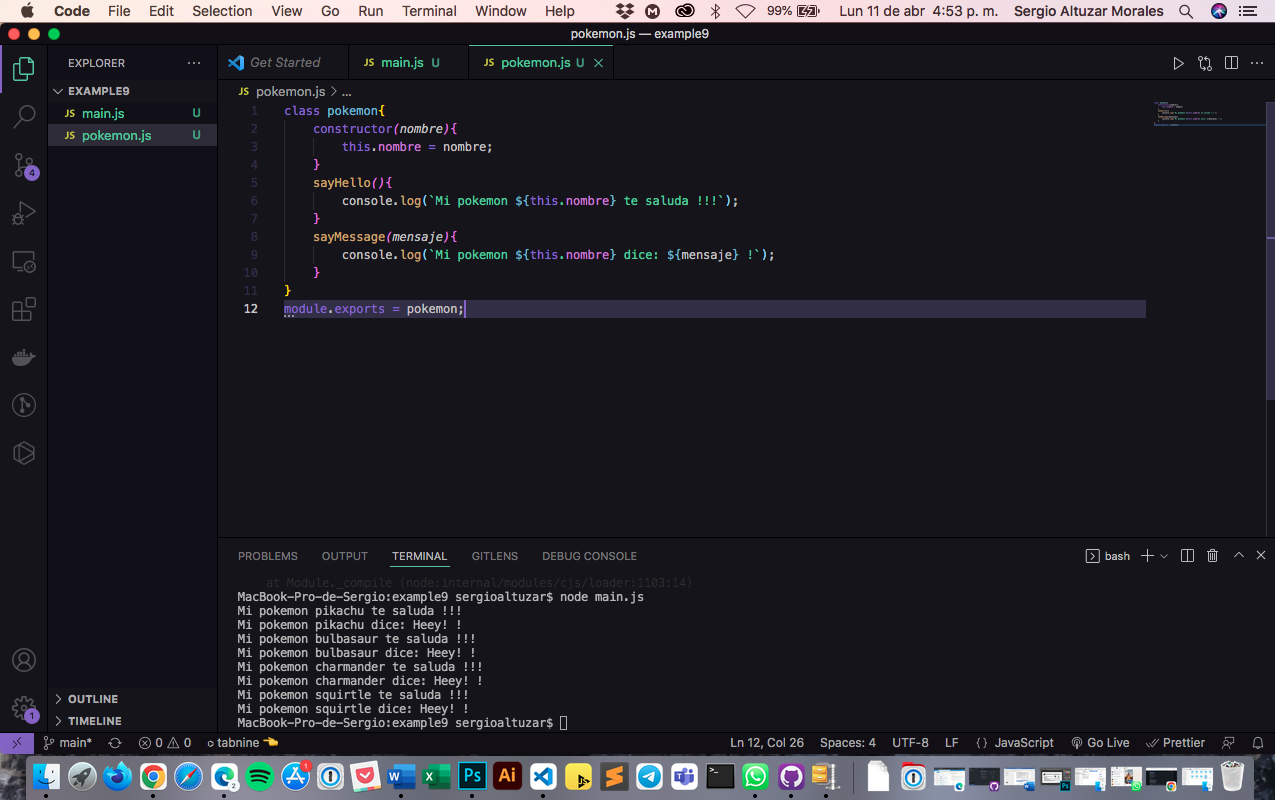 Code File Edit Selection View Go Run Terminal Window Help 99% Lun 11 de abr 4:53 p. m. Sergio Altuzar Morales
pokemon.js — example9
EXPLORER
EXAMPLE9
JS main.js U
JS pokemon.js U
Get Started JS main.js U JS pokemon.js U
JS pokemon.js > ...
1 class pokemon{
2 constructor(nombre){
3 this.nombre = nombre;
4 }
5 sayHello(){
6 console.log(`Mi pokemon ${this.nombre} te saluda !!!`);
7 }
8 sayMessage(mensaje){
9 console.log(`Mi pokemon ${this.nombre} dice: ${mensaje} !`);
10 }
11 }
12 module.exports = pokemon;
4
PROBLEMS OUTPUT TERMINAL GITLENS DEBUG CONSOLE bash
at Module._compile (node:internal/modules/cjs/loader:1103:14)
MacBook-Pro-de-Sergio:example9 sergioaltuzar$ node main.js
Mi pokemon pikachu te saluda !!!
Mi pokemon pikachu dice: Heey! !
Mi pokemon bulbasaur te saluda !!!
Mi pokemon bulbasaur dice: Heey! !
Mi pokemon charmander te saluda !!!
Mi pokemon charmander dice: Heey! !
Mi pokemon squirtle te saluda !!!
Mi pokemon squirtle dice: Heey! !
MacBook-Pro-de-Sergio:example9 sergioaltuzar$
OUTLINE
TIMELINE
1
main* 0 0 tabnine Ln 12, Col 26 Spaces: 4 UTF-8 LF {} JavaScript Go Live Prettier
2 1 W X Ps Ai